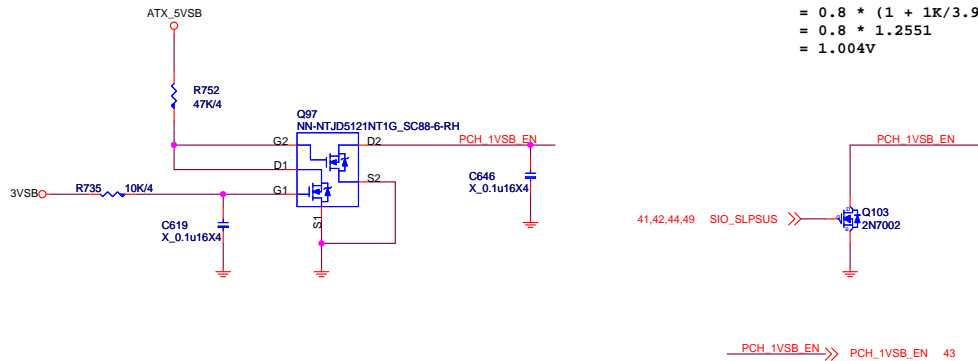 = 0.8 * (1 + 1K/3.9
= 0.8 * 1.2551
= 1.004V
ATX_5VSB
R752
47K/4
Q97
NN-NTJD5121NT1G_SC88-6-RH
G2
D2
PCH_1VSB_EN
D1
S2
3VSB
R735
10K/4
G1
S1
C619
X_0.1u16X4
C646
X_0.1u16X4
PCH_1VSB_EN
41,42,44,49
SIO_SLPSUS
Q103
2N7002
PCH_1VSB_EN
PCH_1VSB_EN
43